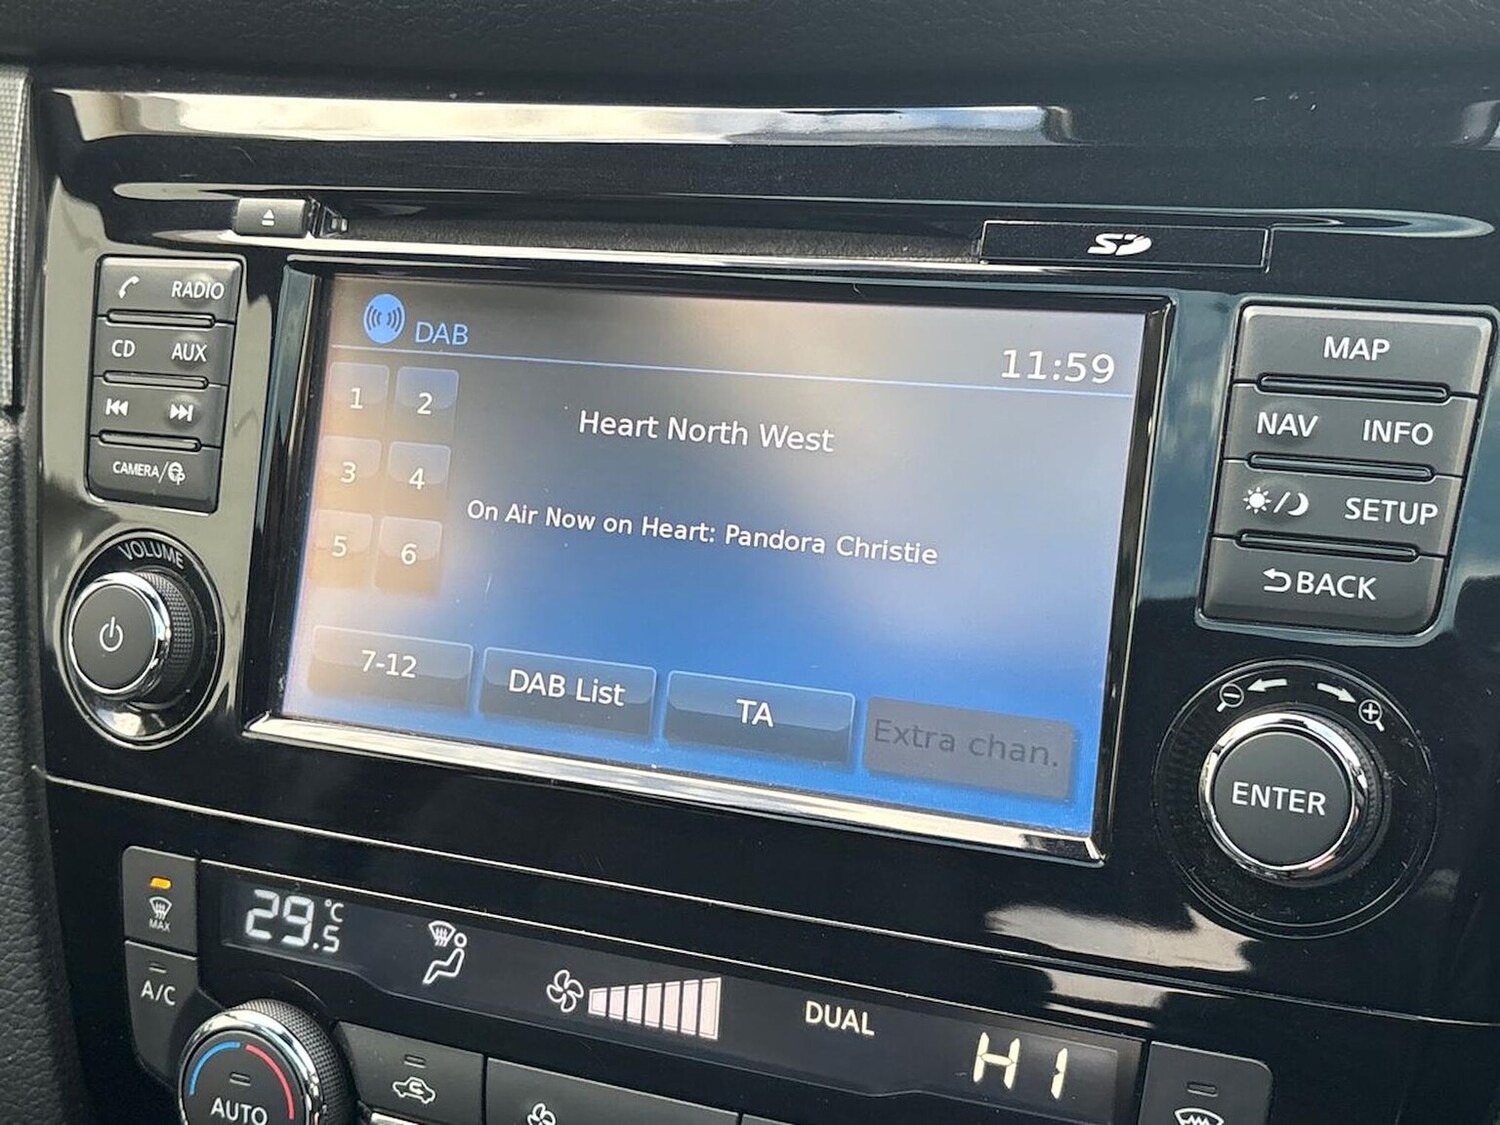 SD
RADIO
CD AUX
CAMERA/
VOLUME
DAB
11:59
1 2
3 4
5 6
Heart North West
On Air Now on Heart: Pandora Christie
7-12
DAB List
TA
Extra chan.
MAP
NAV INFO
SETUP
BACK
ENTER
MAX
A/C
29.5 °C
DUAL
HI
AUTO